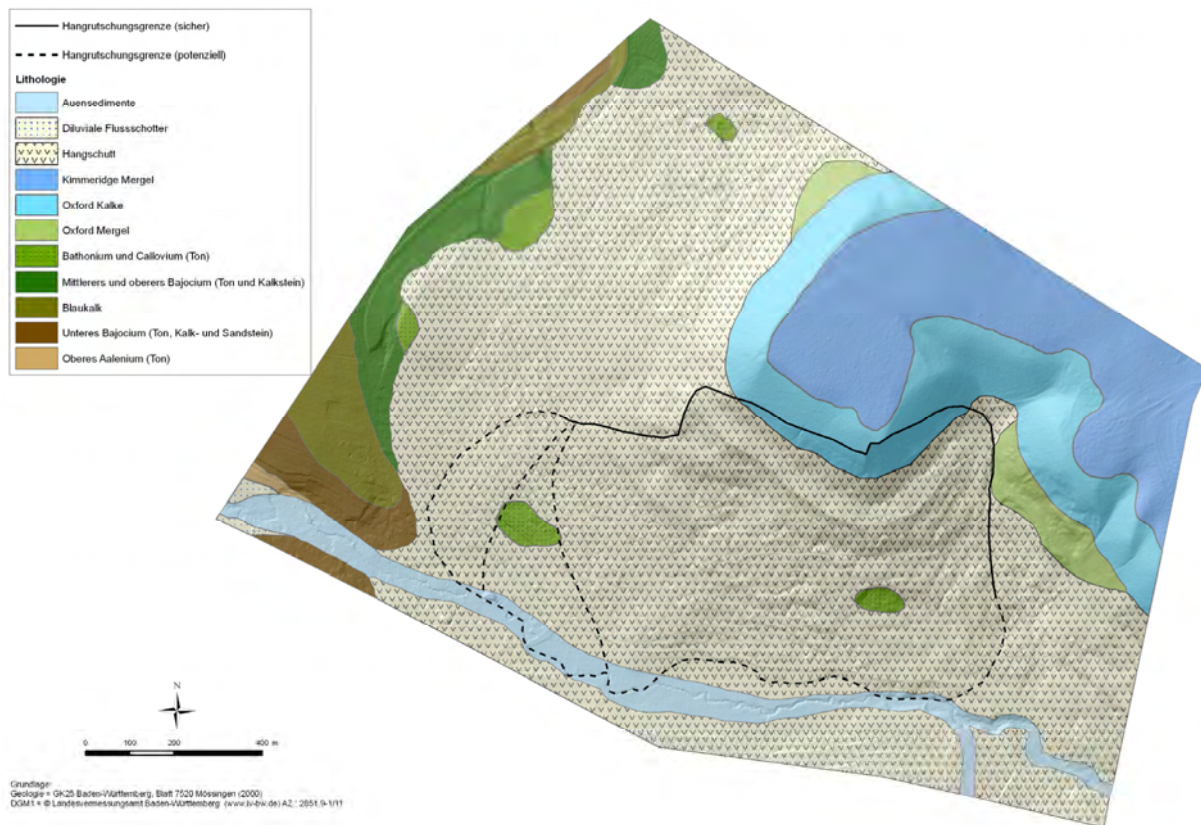 Hangrutschungsgrenze (sicher)
Hangrutschungsgrenze (potenziell)
Lithologie
Auensedimente
Diluviale Flussschotter
Hangschutt
Kimmeridge Mergel
Oxford Kalke
Oxford Mergel
Bathonium und Callovium (Ton)
Mittlerers und oberers Bajocium (Ton und Kalkstein)
Blaukalk
Unteres Bajocium (Ton, Kalk- und Sandstein)
Oberes Aalenium (Ton)
N
0 100 200 400 m
Grundlage:
Geologie = GK25 Baden-Württemberg, Blatt 7520 Mössingen (2000)
DGM1 = © Landesvermessungsamt Baden-Württemberg (www.lv-bw.de) AZ.: 2851.9-1/11